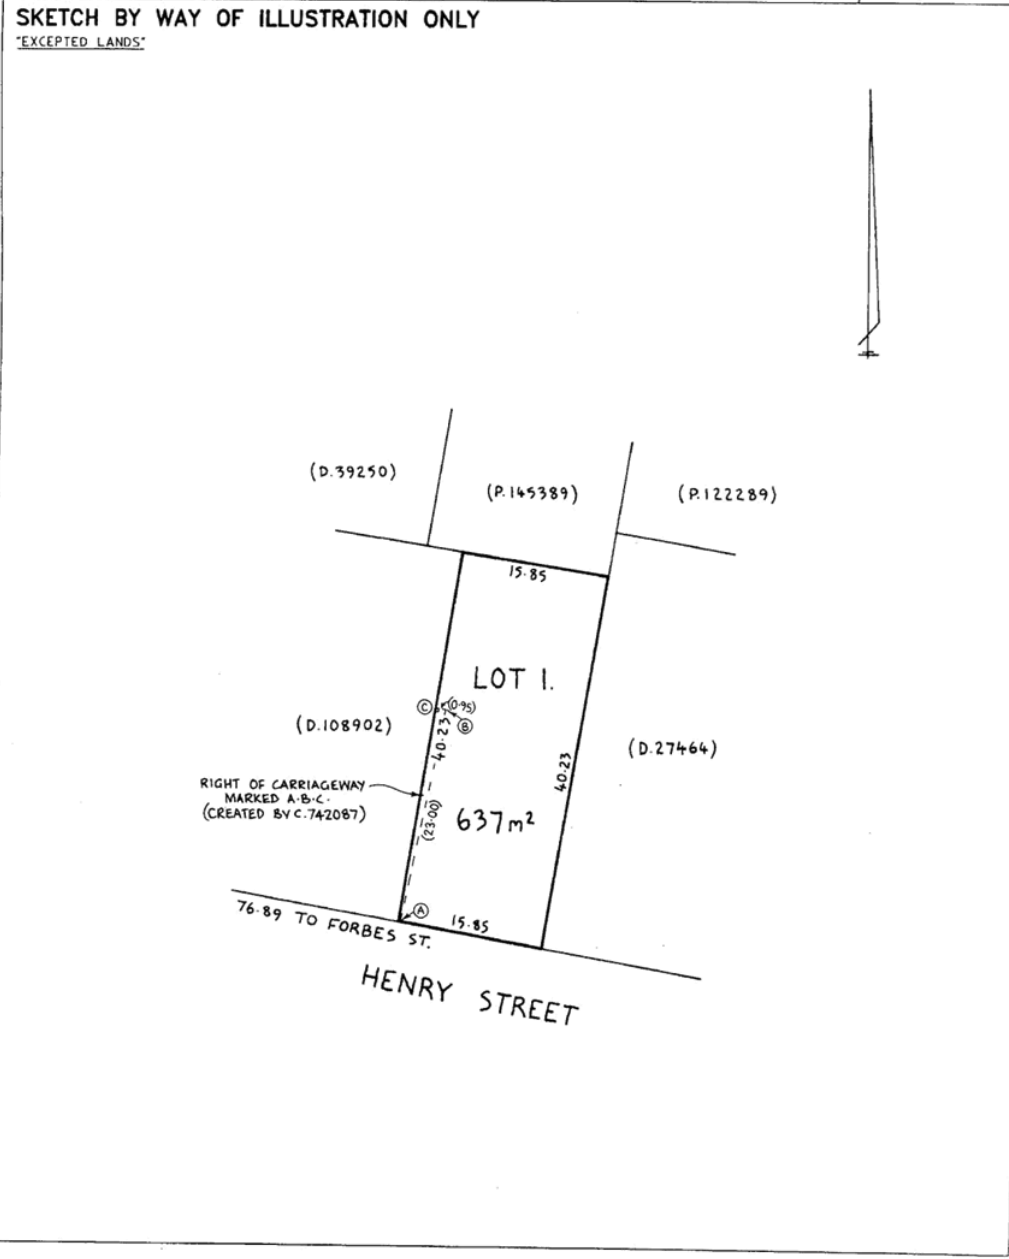 SKETCH BY WAY OF ILLUSTRATION ONLY
"EXCEPTED LANDS"
(D.39250)
(P.145389)
(P.122289)
15.85
LOT 1.
C
(0.95)
B
40.23
(D.108902)
(D.27464)
40.23
RIGHT OF CARRIAGEWAY
MARKED A.B.C.
(CREATED BY C.742087)
(23.00)
637m²
A
15.85
76.89 TO FORBES ST.
HENRY STREET